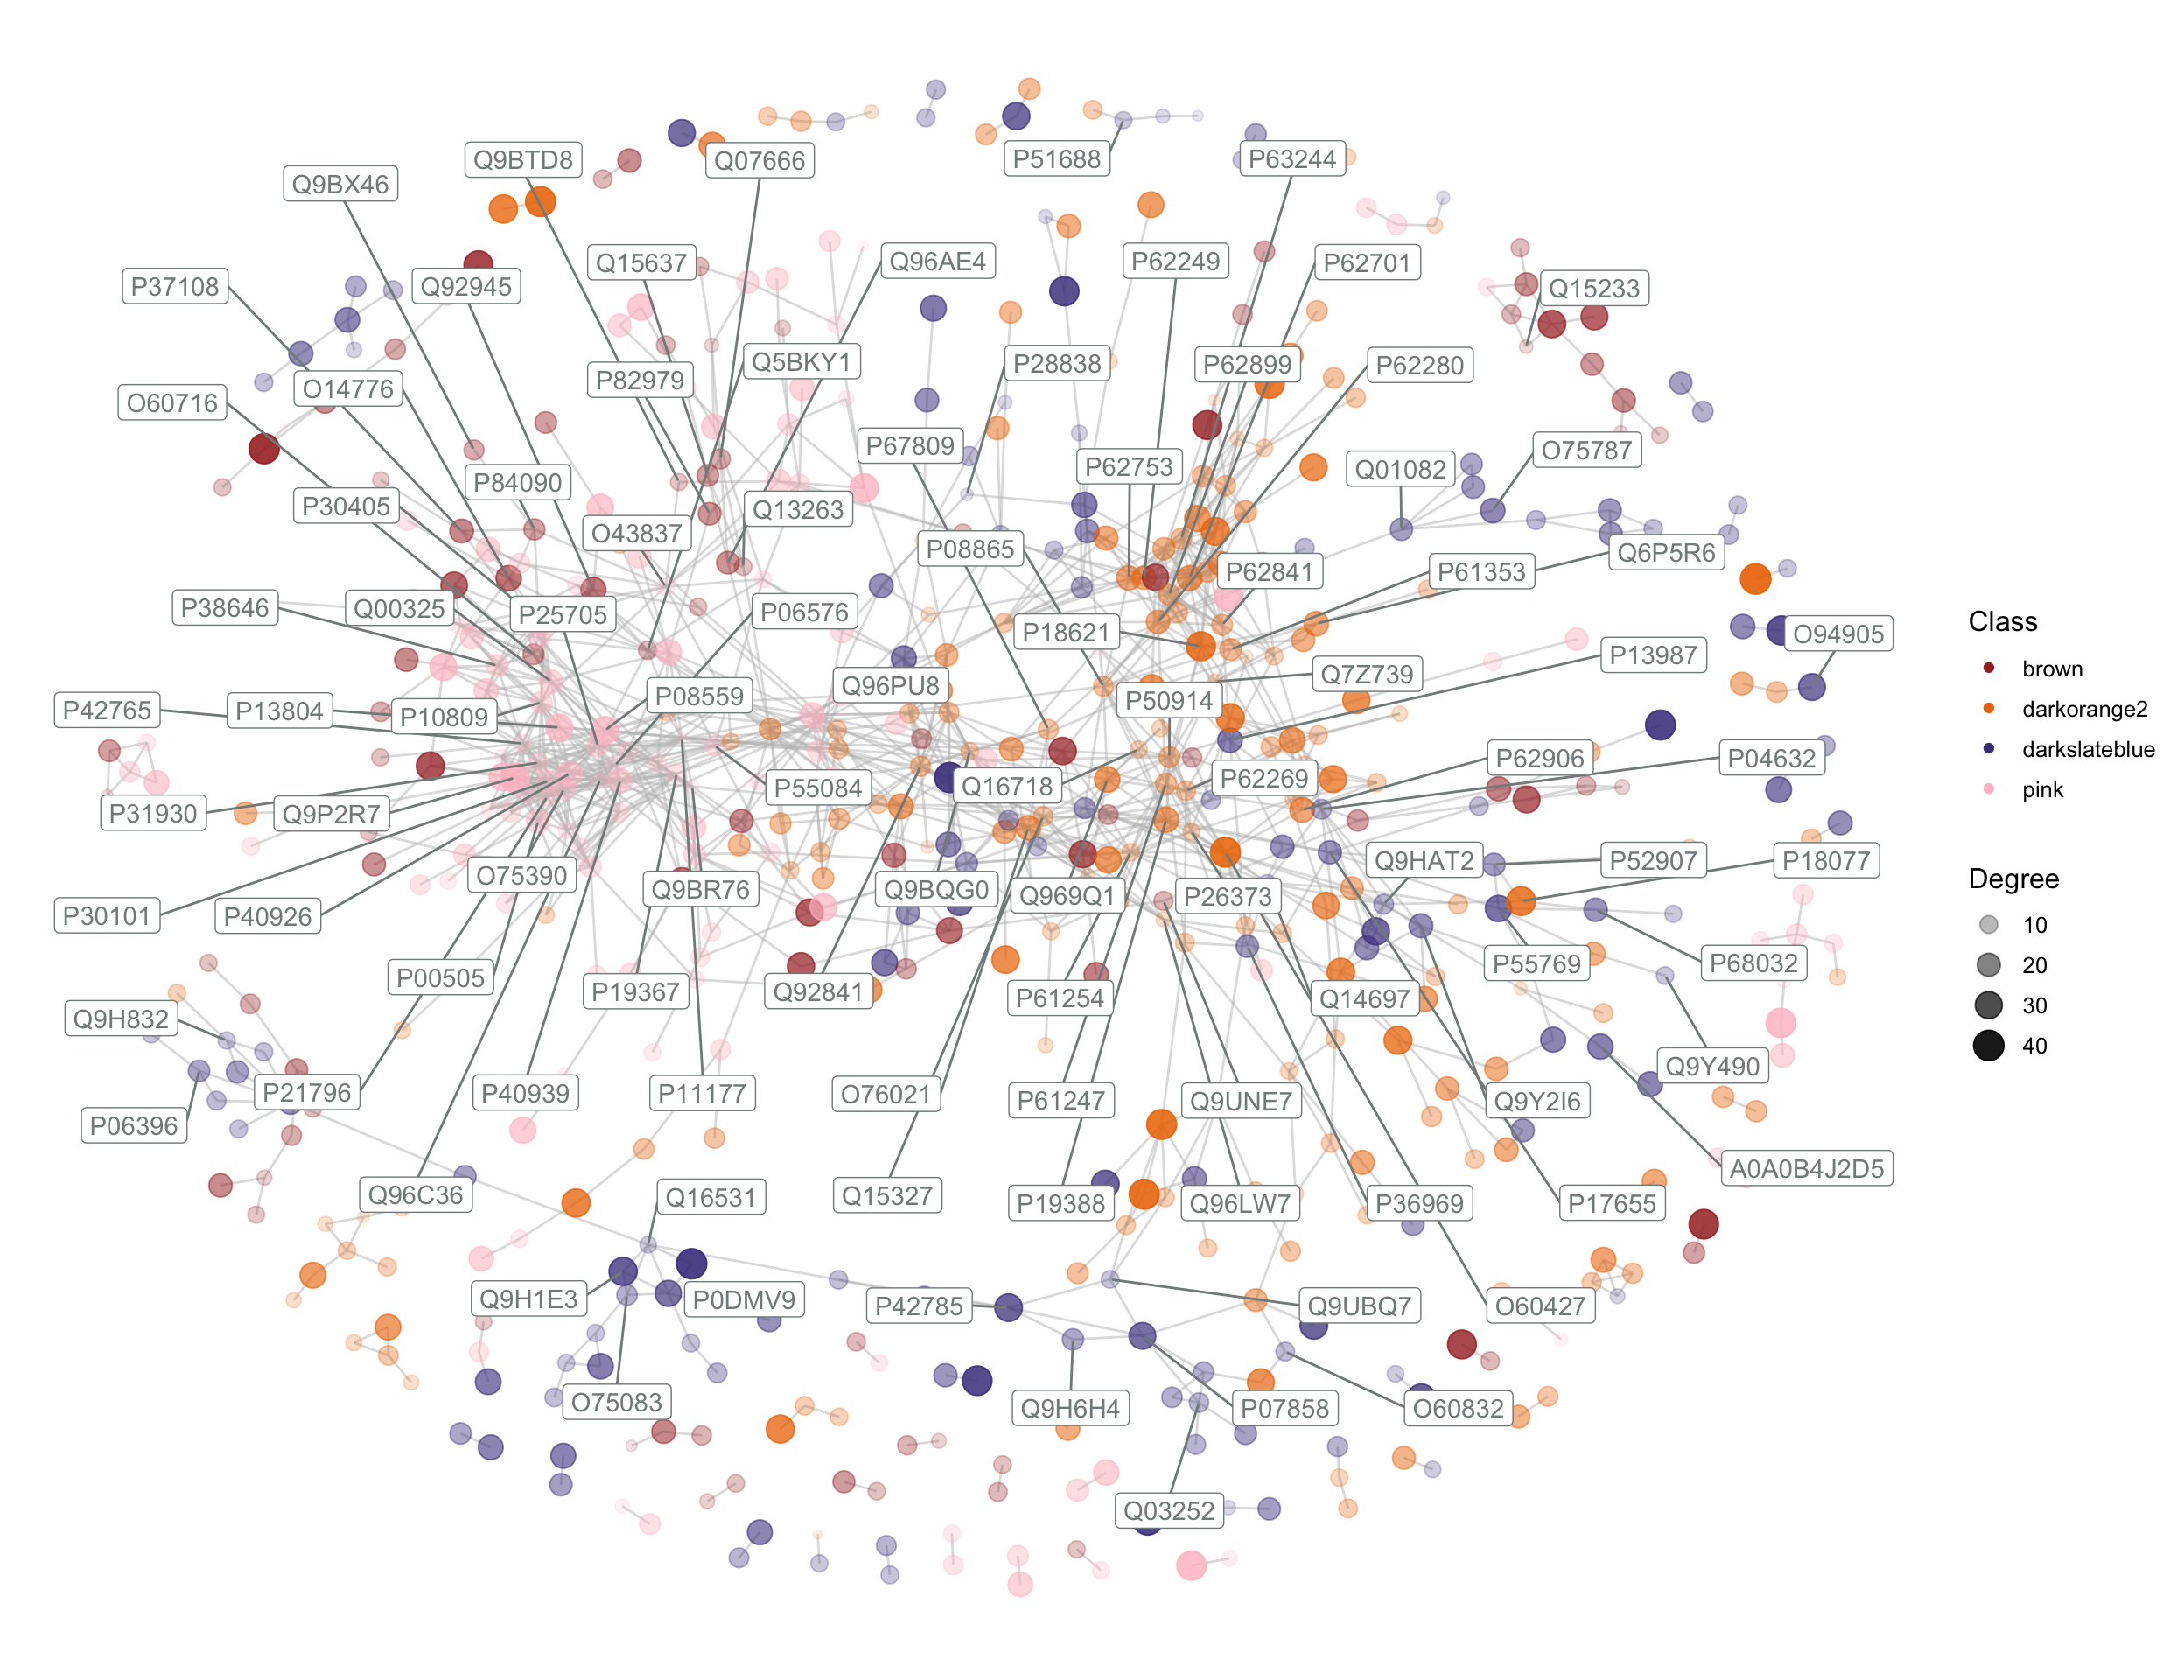 Q9BTD8
Q07666
P51688
P63244
Q9BX46
Q15637
Q96AE4
P62249
P62701
P37108
Q92945
Q15233
Q5BKY1
P28838
P62899
P62280
P82979
O14776
O60716
P67809
O75787
P62753
Q01082
P84090
P30405
Q13263
O43837
P08865
Q6P5R6
P62841
P61353
P38646
Q00325
P25705
P06576
P18621
O94905
Q7Z739
P13987
Q96PU8
P08559
P50914
P42765
P13804
P10809
P62906
P04632
P62269
Q16718
P55084
P31930
Q9P2R7
Q9HAT2
P52907
P18077
O75390
Q9BR76
Q9BQG0
Q969Q1
P26373
P30101
P40926
P55769
P68032
P00505
P19367
Q92841
P61254
Q14697
Q9H832
Q9Y490
P21796
P40939
P11177
O76021
P61247
Q9UNE7
Q9Y2I6
P06396
A0A0B4J2D5
Q96C36
Q16531
Q15327
P19388
Q96LW7
P36969
P17655
Q9H1E3
P0DMV9
P42785
Q9UBQ7
O60427
O75083
Q9H6H4
P07858
O60832
Q03252
Class
brown
darkorange2
darkslateblue
pink
Degree
10
20
30
40